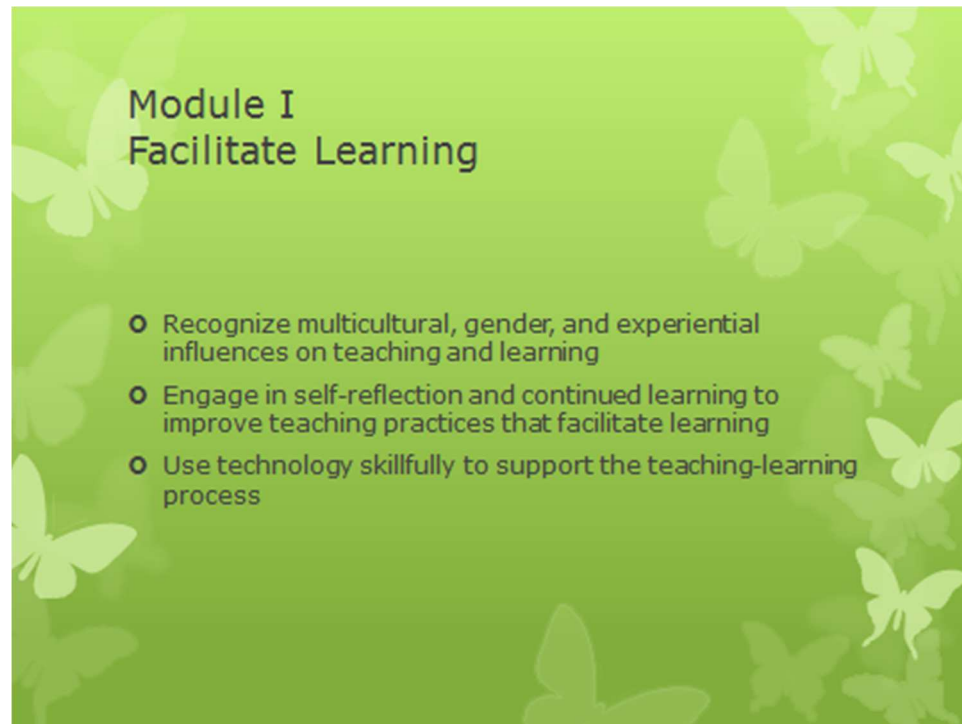 Module I
Facilitate Learning
Recognize multicultural, gender, and experiential
influences on teaching and learning
Engage in self-reflection and continued learning to
improve teaching practices that facilitate learning
Use technology skillfully to support the teaching-learning
process